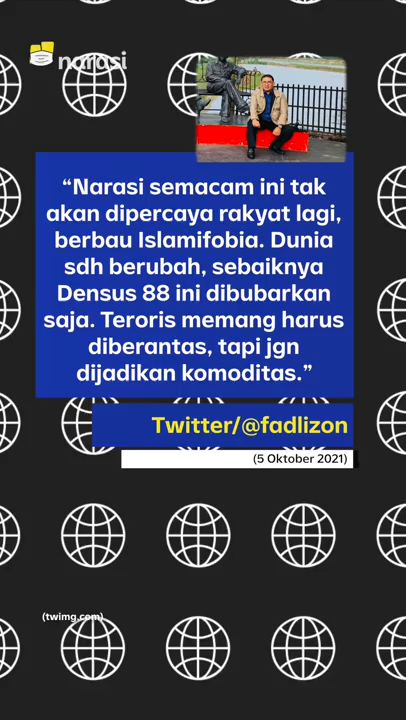 narasi
“Narasi semacam ini tak
akan dipercaya rakyat lagi,
berbau Islamifobia. Dunia
sdh berubah, sebaiknya
Densus 88 ini dibubarkan
saja. Teroris memang harus
diberantas, tapi jgn
dijadikan komoditas.”
Twitter/@fadlizon
(5 Oktober 2021)
(twimg.com)